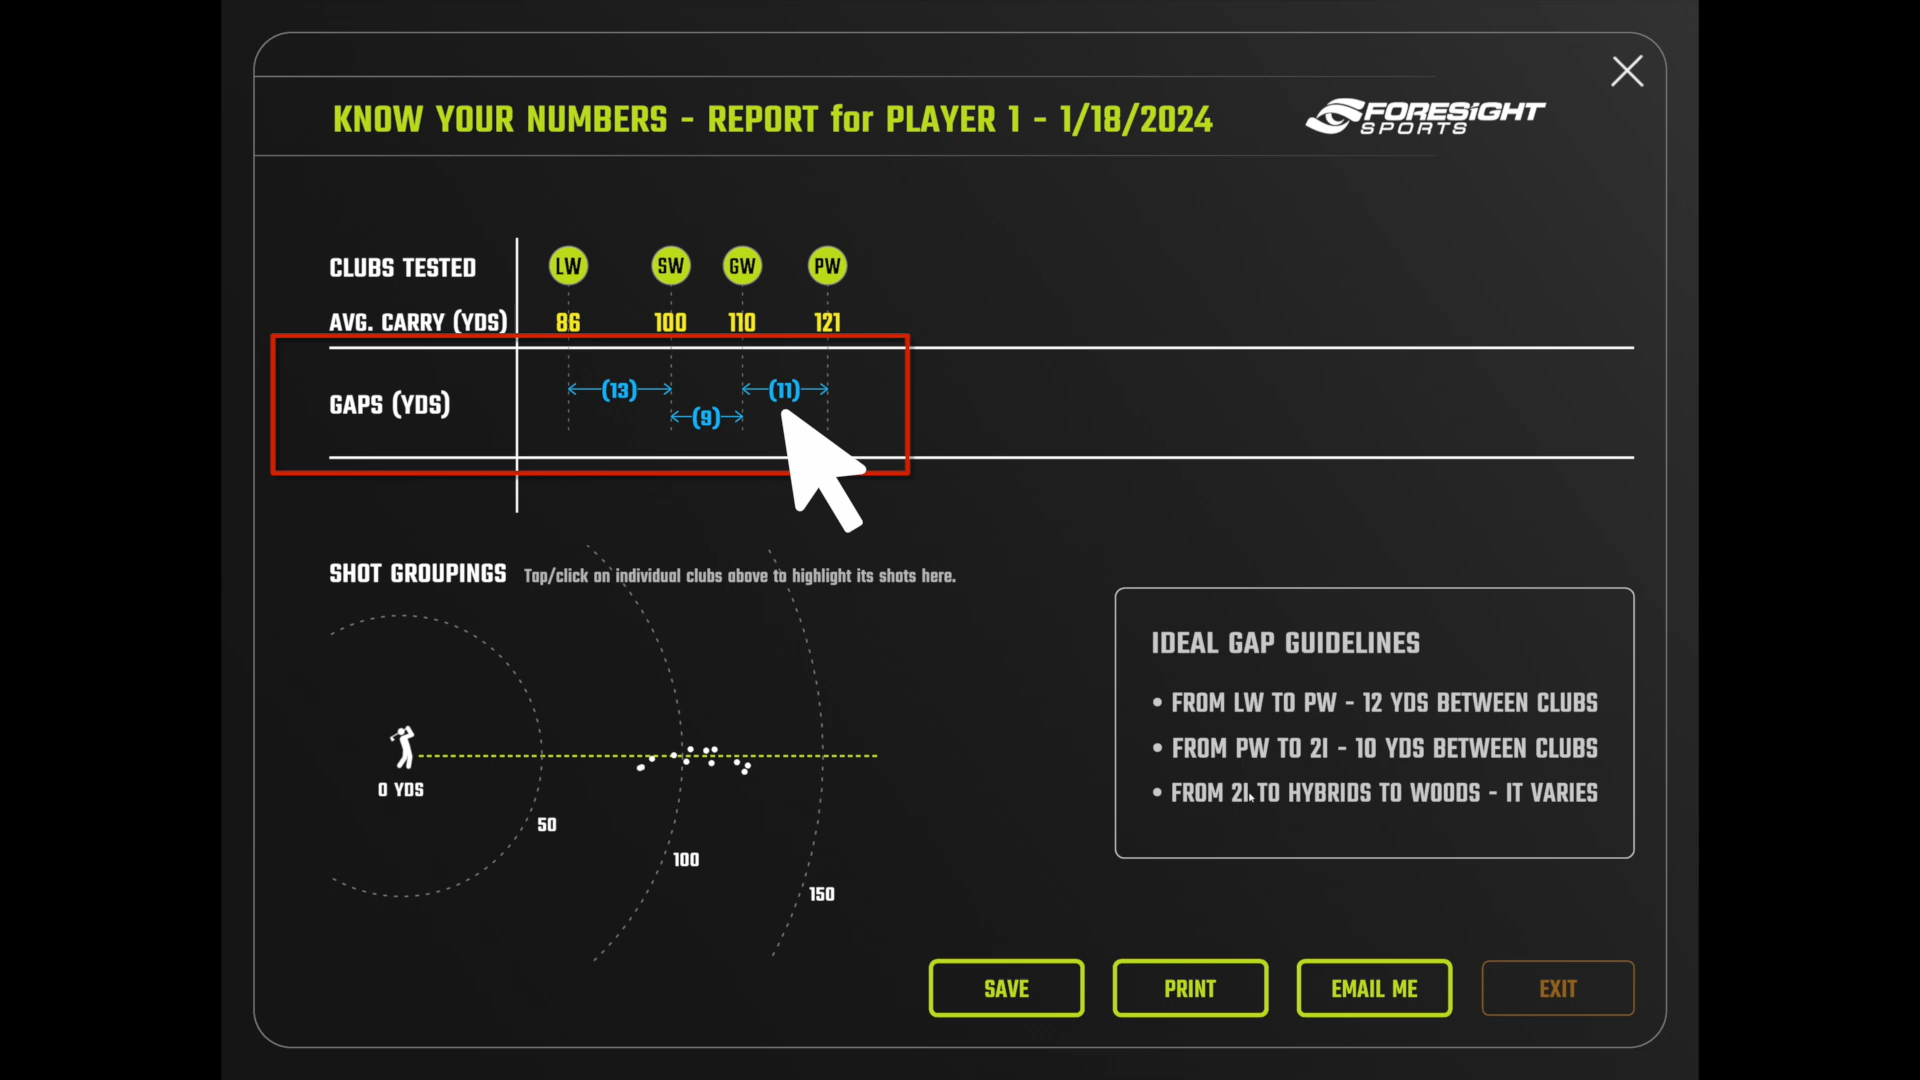 KNOW YOUR NUMBERS - REPORT for PLAYER 1 - 1/18/2024
FORESiGHT
SPORTS
CLUBS TESTED LW SW GW PW
AVG. CARRY (YDS) 86 100 110 121
GAPS (YDS) (13) (9) (11)
SHOT GROUPINGS Tap/click on individual clubs above to highlight its shots here.
0 YDS
50
100
150
IDEAL GAP GUIDELINES
• FROM LW TO PW - 12 YDS BETWEEN CLUBS
• FROM PW TO 2I - 10 YDS BETWEEN CLUBS
• FROM 2I TO HYBRIDS TO WOODS - IT VARIES
SAVE PRINT EMAIL ME EXIT